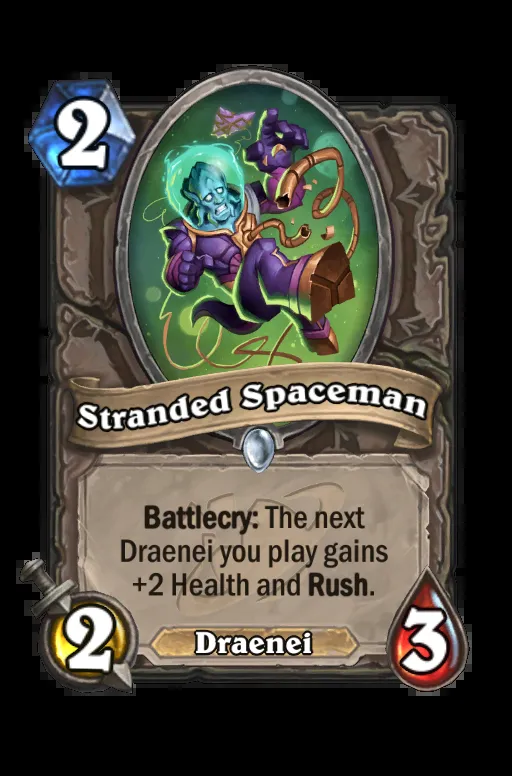 2
Stranded Spaceman
Battlecry: The next
Draenei you play gains
+2 Health and Rush.
2
Draenei
3